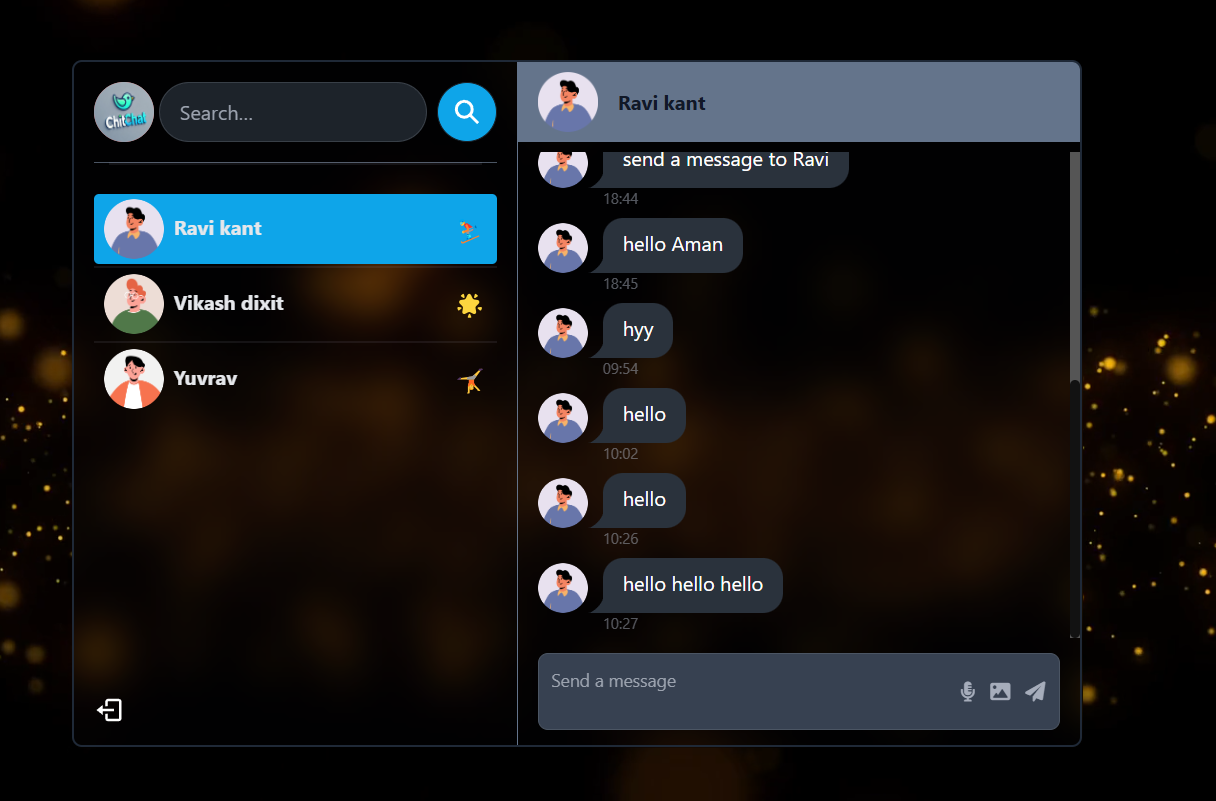 ChitChat
Search...
Ravi kant
Vikash dixit
Yuvrav
Ravi kant
send a message to Ravi
18:44
hello Aman
18:45
hyy
09:54
hello
10:02
hello
10:26
hello hello hello
10:27
Send a message